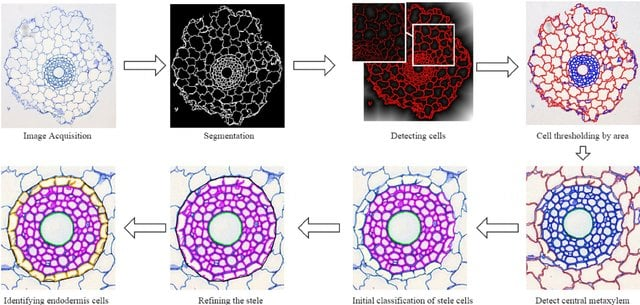 Image Acquisition
Segmentation
Detecting cells
Cell thresholding by area
Identifying endodermis cells
Refining the stele
Initial classification of stele cells
Detect central metaxylem